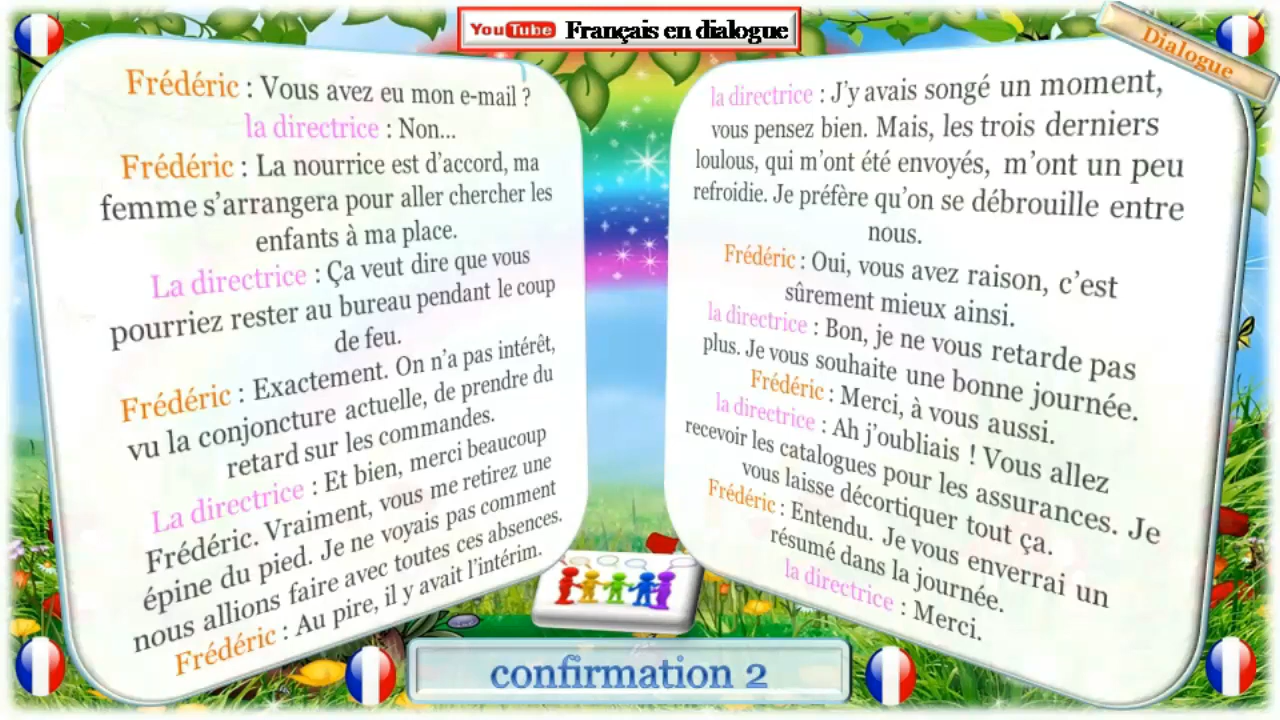 YouTube Français en dialogue
Dialogue
Frédéric : Vous avez eu mon e-mail ?
la directrice : Non...
Frédéric : La nourrice est d'accord, ma
femme s'arrangera pour aller chercher les
enfants à ma place.
La directrice : Ça veut dire que vous
pourriez rester au bureau pendant le coup
de feu.
Frédéric : Exactement. On n'a pas intérêt,
vu la conjoncture actuelle, de prendre du
retard sur les commandes.
La directrice : Et bien, merci beaucoup
Frédéric. Vraiment, vous me retirez une
épine du pied. Je ne voyais pas comment
nous allions faire avec toutes ces absences.
Frédéric : Au pire, il y avait l'intérim.
la directrice : J'y avais songé un moment,
vous pensez bien. Mais, les trois derniers
loulous, qui m'ont été envoyés, m'ont un peu
refroidie. Je préfère qu'on se débrouille entre
nous.
Frédéric : Oui, vous avez raison, c'est
sûrement mieux ainsi.
la directrice : Bon, je ne vous retarde pas
plus. Je vous souhaite une bonne journée.
Frédéric : Merci, à vous aussi.
la directrice : Ah j'oubliais ! Vous allez
recevoir les catalogues pour les assurances. Je
vous laisse décortiquer tout ça.
Frédéric : Entendu. Je vous enverrai un
résumé dans la journée.
la directrice : Merci.
confirmation 2